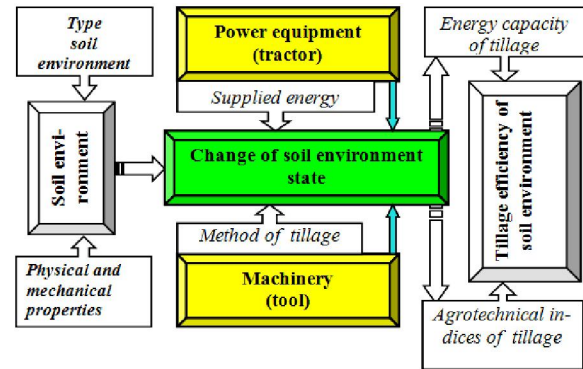 Type
soil
environment
Power equipment
(tractor)
Energy capacity
of tillage
Supplied energy
Soil envi-
ronment
Change of soil environment
state
Tillage efficiency of
soil environment
Method of tillage
Physical and
mechanical
properties
Machinery
(tool)
Agrotechnical in-
dices of tillage